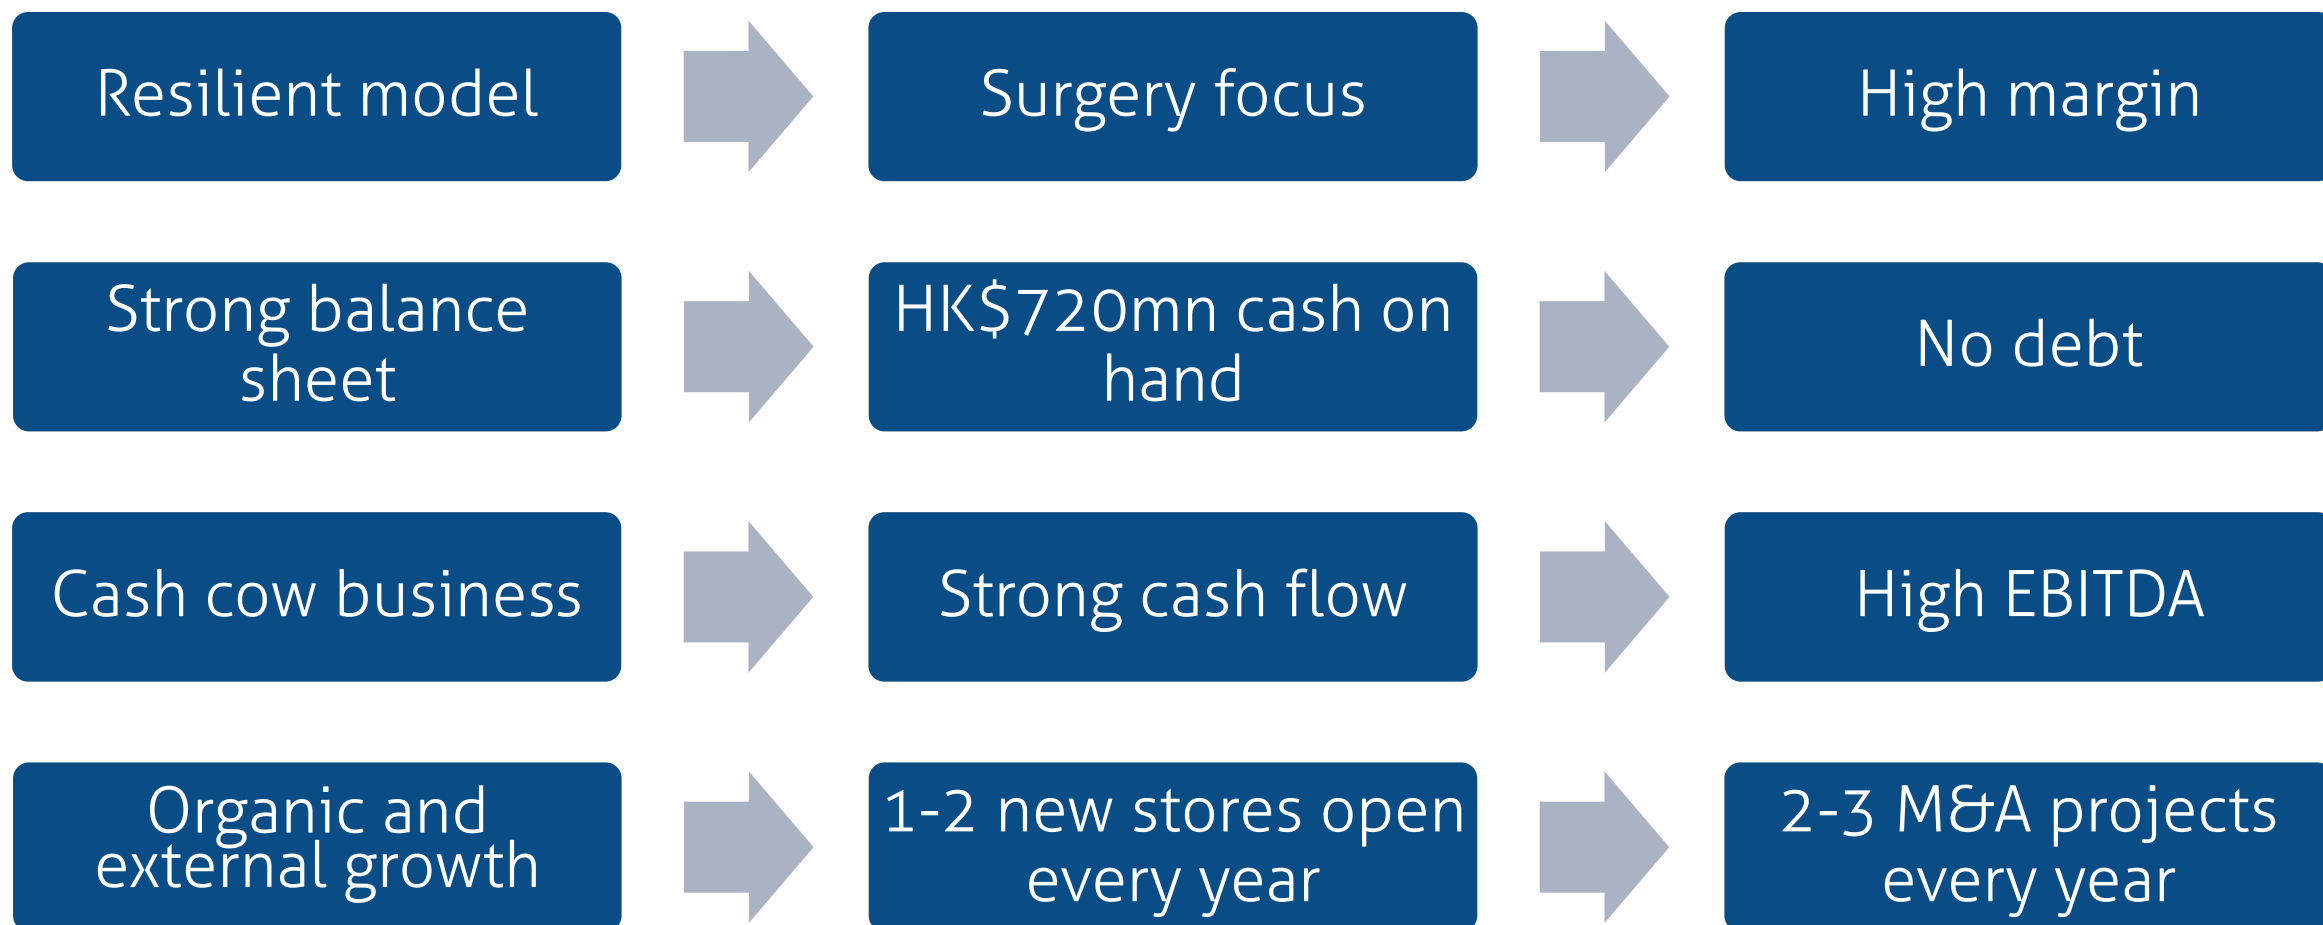 Resilient model
Surgery focus
High margin
Strong balance
sheet
HK$720mn cash on
hand
No debt
Cash cow business
Strong cash flow
High EBITDA
Organic and
external growth
1-2 new stores open
every year
2-3 M&A projects
every year